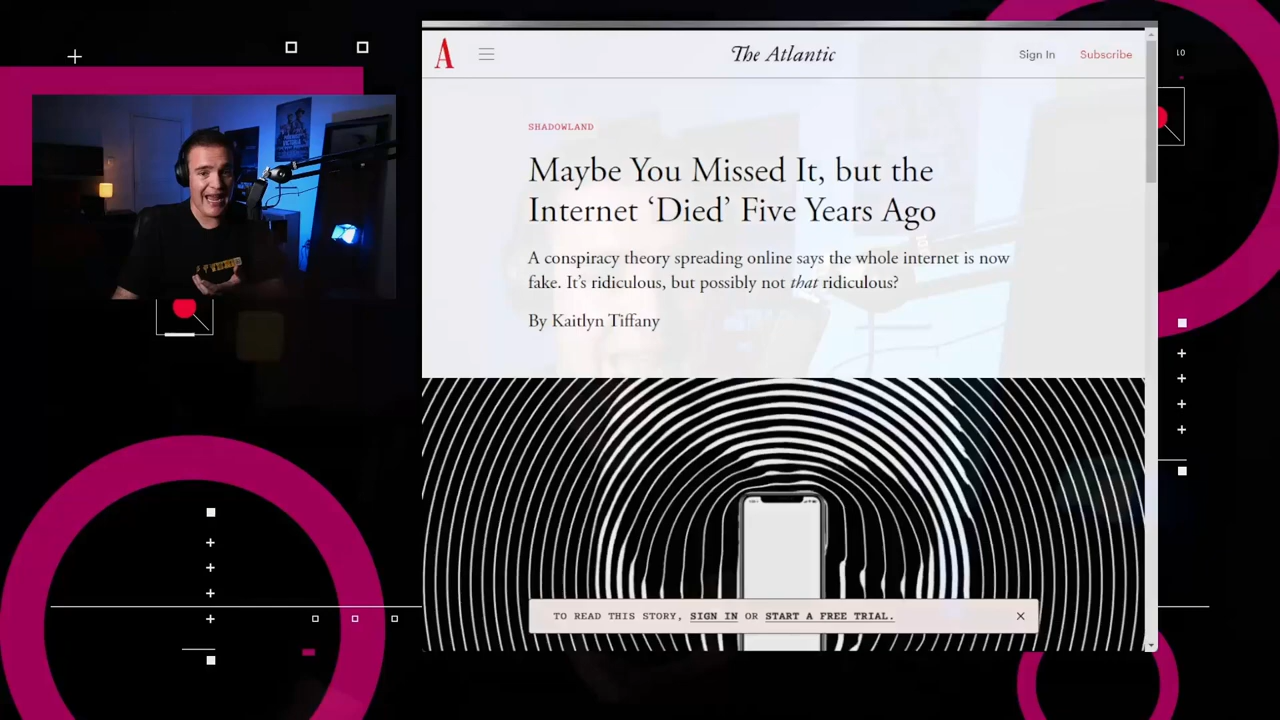 A
The Atlantic
Sign In
Subscribe
SHADOWLAND
Maybe You Missed It, but the
Internet ‘Died’ Five Years Ago
A conspiracy theory spreading online says the whole internet is now
fake. It’s ridiculous, but possibly not that ridiculous?
By Kaitlyn Tiffany
TO READ THIS STORY, SIGN IN OR START A FREE TRIAL.